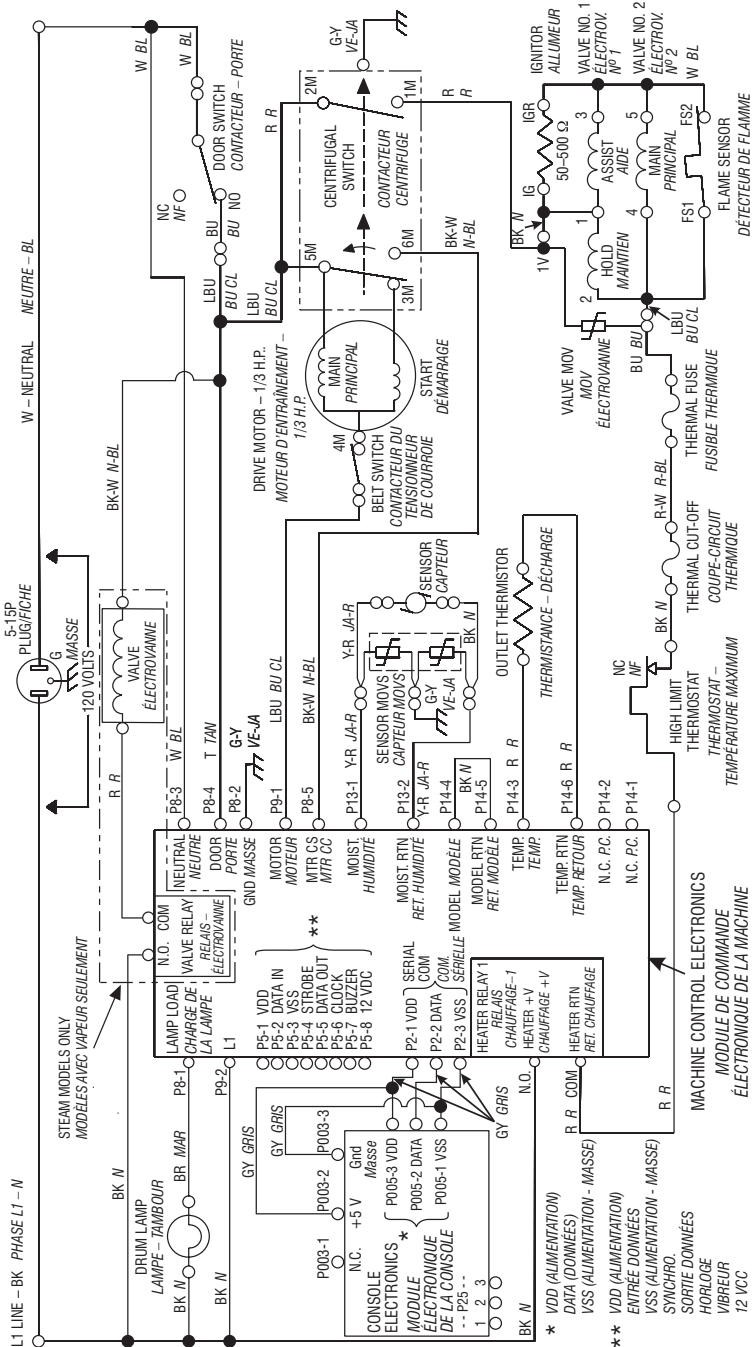 L1 LINE – BK PHASE L1 – N
5-15P
PLUG/FICHE
G
MASSE
120 VOLTS
W – NEUTRAL NEUTRE – BL
STEAM MODELS ONLY
MODÈLES AVEC VAPEUR SEULEMENT
R R
VALVE
ÉLECTROVANNE
BK-W N-BL
W BL
W BL
W BL
NC
NF
DOOR SWITCH
CONTACTEUR – PORTE
NO
BU
BU
LBU
BU CL
BK N
DRUM LAMP
LAMPE – TAMBOUR
BK N
BR MAR
P8-1
BK N
P9-2
LAMP LOAD
CHARGE DE
LA LAMPE
L1
N.O.
COM
VALVE RELAY
RELAIS –
ÉLECTROVANNE
NEUTRAL
NEUTRE
P8-3
W BL
DOOR
PORTE
P8-4
T TAN
GND MASSE
P8-2
G-Y
VE-JA
MOTOR
MOTEUR
P9-1
LBU BU CL
MTR CS
MTR CC
P8-5
BK-W N-BL
MOIST.
HUMIDITÉ
P13-1
Y-R JA-R
Y-R JA-R
SENSOR MOVS
CAPTEUR MOVS
SENSOR
CAPTEUR
BK N
G-Y
VE-JA
MOIST. RTN
RET. HUMIDITÉ
P13-2
Y-R JA-R
MODEL MODÈLE
P14-4
BK N
MODEL RTN
RET. MODÈLE
P14-5
TEMP.
TEMP.
P14-3
R R
OUTLET THERMISTOR
THERMISTANCE – DÉCHARGE
TEMP. RTN
TEMP. RETOUR
P14-6
R R
N.C. P.C.
P14-2
N.C. P.C.
P14-1
P5-1 VDD
P5-2 DATA IN
P5-3 VSS
P5-4 STROBE
P5-5 DATA OUT
P5-6 CLOCK
P5-7 BUZZER
P5-8 12 VDC
**
P2-1 VDD
P2-2 DATA
P2-3 VSS
SERIAL
COM
COM.
SÉRIELLE
HEATER RELAY 1
RELAIS
CHAUFFAGE-1
HEATER +V
CHAUFFAGE +V
HEATER RTN
RET. CHAUFFAGE
N.O.
COM
R R
R R
BK N
MACHINE CONTROL ELECTRONICS
MODULE DE COMMANDE
ÉLECTRONIQUE DE LA MACHINE
GY GRIS
GY GRIS
GY GRIS
P003-1
P003-2
P003-3
N.C.
+5 V
Gnd
Masse
P005-3 VDD
P005-2 DATA
P005-1 VSS
CONSOLE
ELECTRONICS
*
MODULE
ÉLECTRONIQUE
DE LA CONSOLE
- - P25 - -
1 2 3
* VDD (ALIMENTATION)
DATA (DONNÉES)
VSS (ALIMENTATION - MASSE)
** VDD (ALIMENTATION)
ENTRÉE DONNÉES
VSS (ALIMENTATION - MASSE)
SYNCHRO.
SORTIE DONNÉES
HORLOGE
VIBREUR
12 VCC
DRIVE MOTOR – 1/3 H.P.
MOTEUR D'ENTRAÎNEMENT –
1/3 H.P.
MAIN
PRINCIPAL
START
DÉMARRAGE
4M
BELT SWITCH
CONTACTEUR DU
TENSIONNEUR
DE COURROIE
LBU
BU CL
R R
5M
3M
6M
BK-W
N-BL
CENTRIFUGAL
SWITCH
CONTACTEUR
CENTRIFUGE
2M
1M
G-Y
VE-JA
R
R
IGNITOR
ALLUMEUR
IGR
IG
50–500 Ω
BK N
1V
VALVE NO. 1
ÉLECTROV.
Nº 1
VALVE NO. 2
ÉLECTROV.
Nº 2
W BL
3
ASSIST
AIDE
1
HOLD
MAINTIEN
2
5
MAIN
PRINCIPAL
4
FS2
FS1
FLAME SENSOR
DÉTECTEUR DE FLAMME
VALVE MOV
MOV
ÉLECTROVANNE
LBU
BU CL
BU BU
THERMAL FUSE
FUSIBLE THERMIQUE
R-W R-BL
THERMAL CUT-OFF
COUPE-CIRCUIT
THERMIQUE
BK N
NC
NF
HIGH LIMIT
THERMOSTAT
THERMOSTAT –
TEMPÉRATURE MAXIMUM